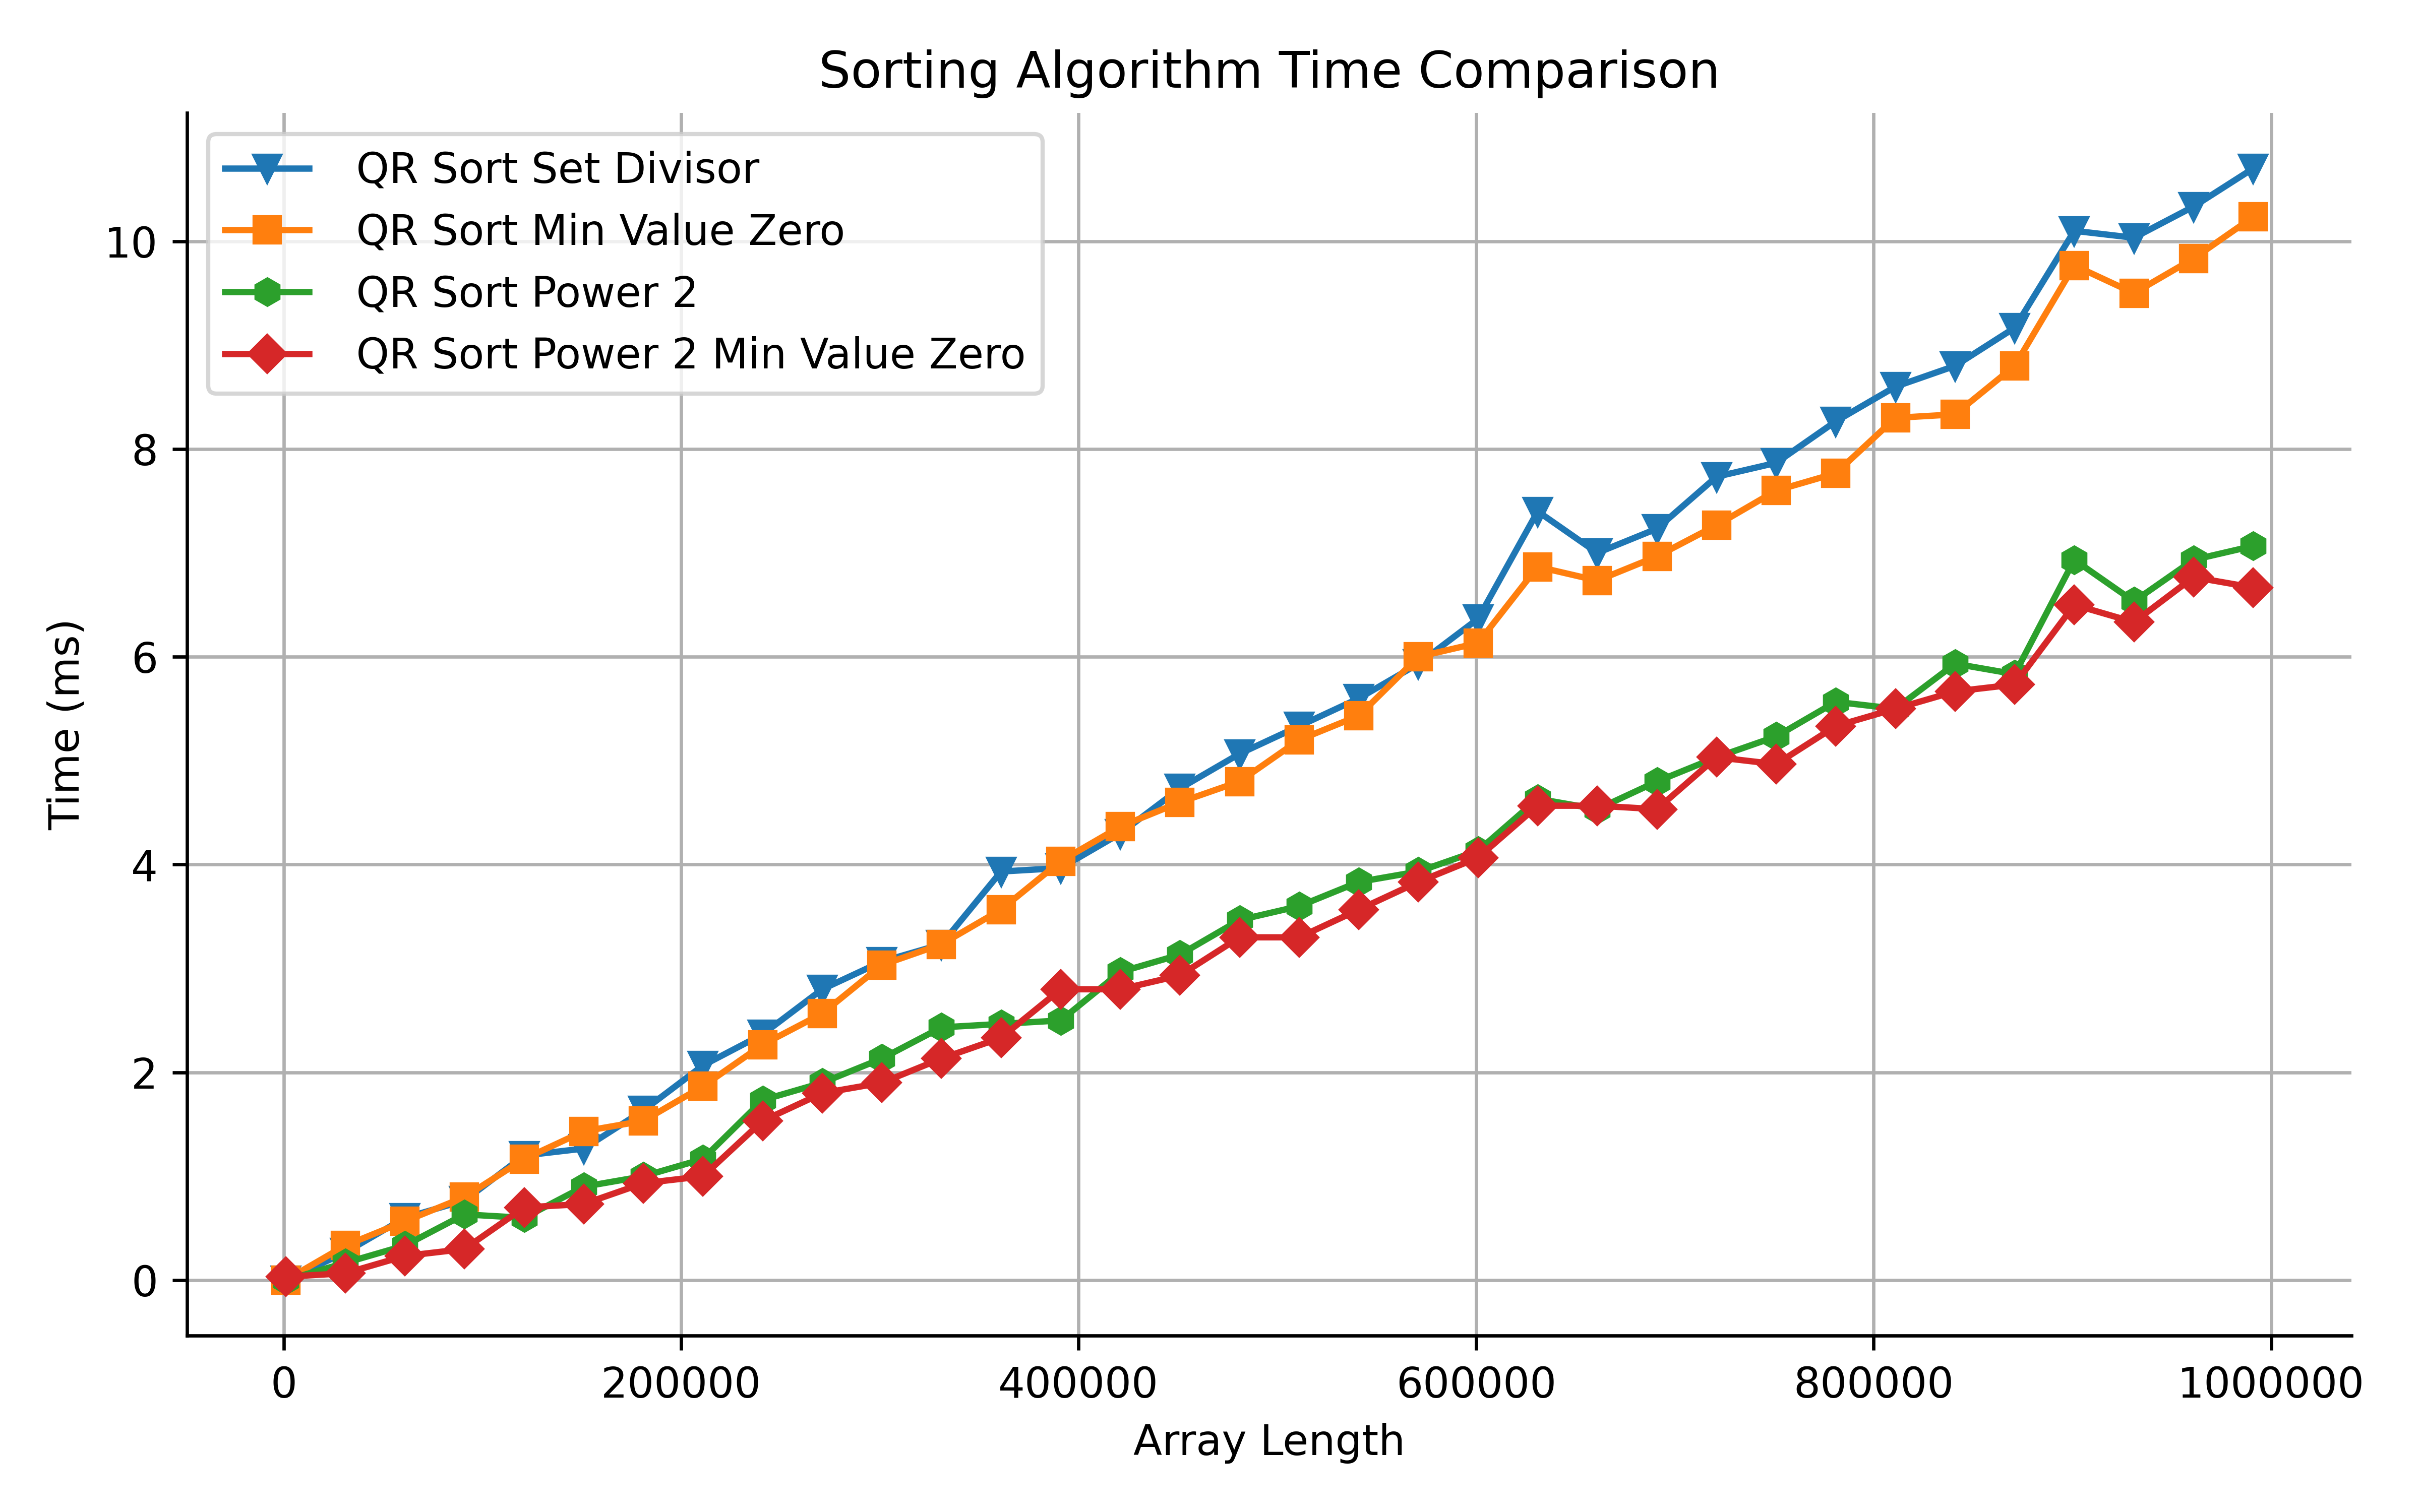 Sorting Algorithm Time Comparison
QR Sort Set Divisor
QR Sort Min Value Zero
QR Sort Power 2
QR Sort Power 2 Min Value Zero
10
8
6
4
2
0
Time (ms)
0 200000 400000 600000 800000 1000000
Array Length